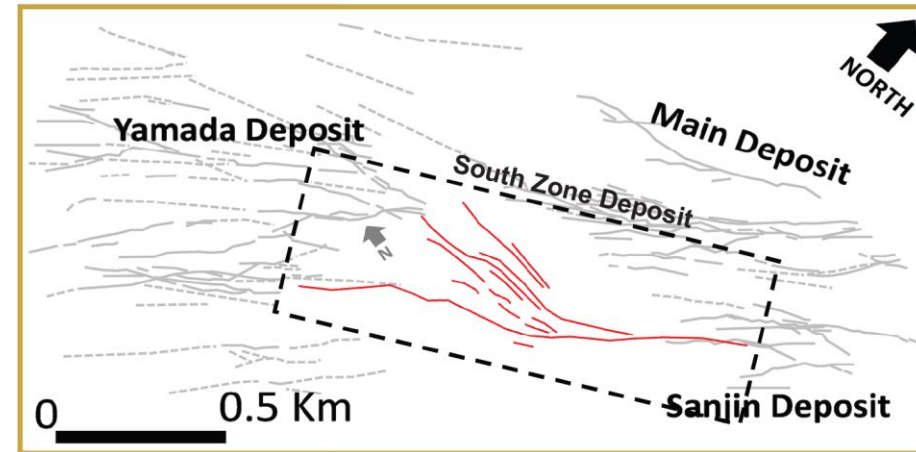 NORTH
Main Deposit
Yamada Deposit
South Zone Deposit
N
Sanjin Deposit
0
0.5 Km